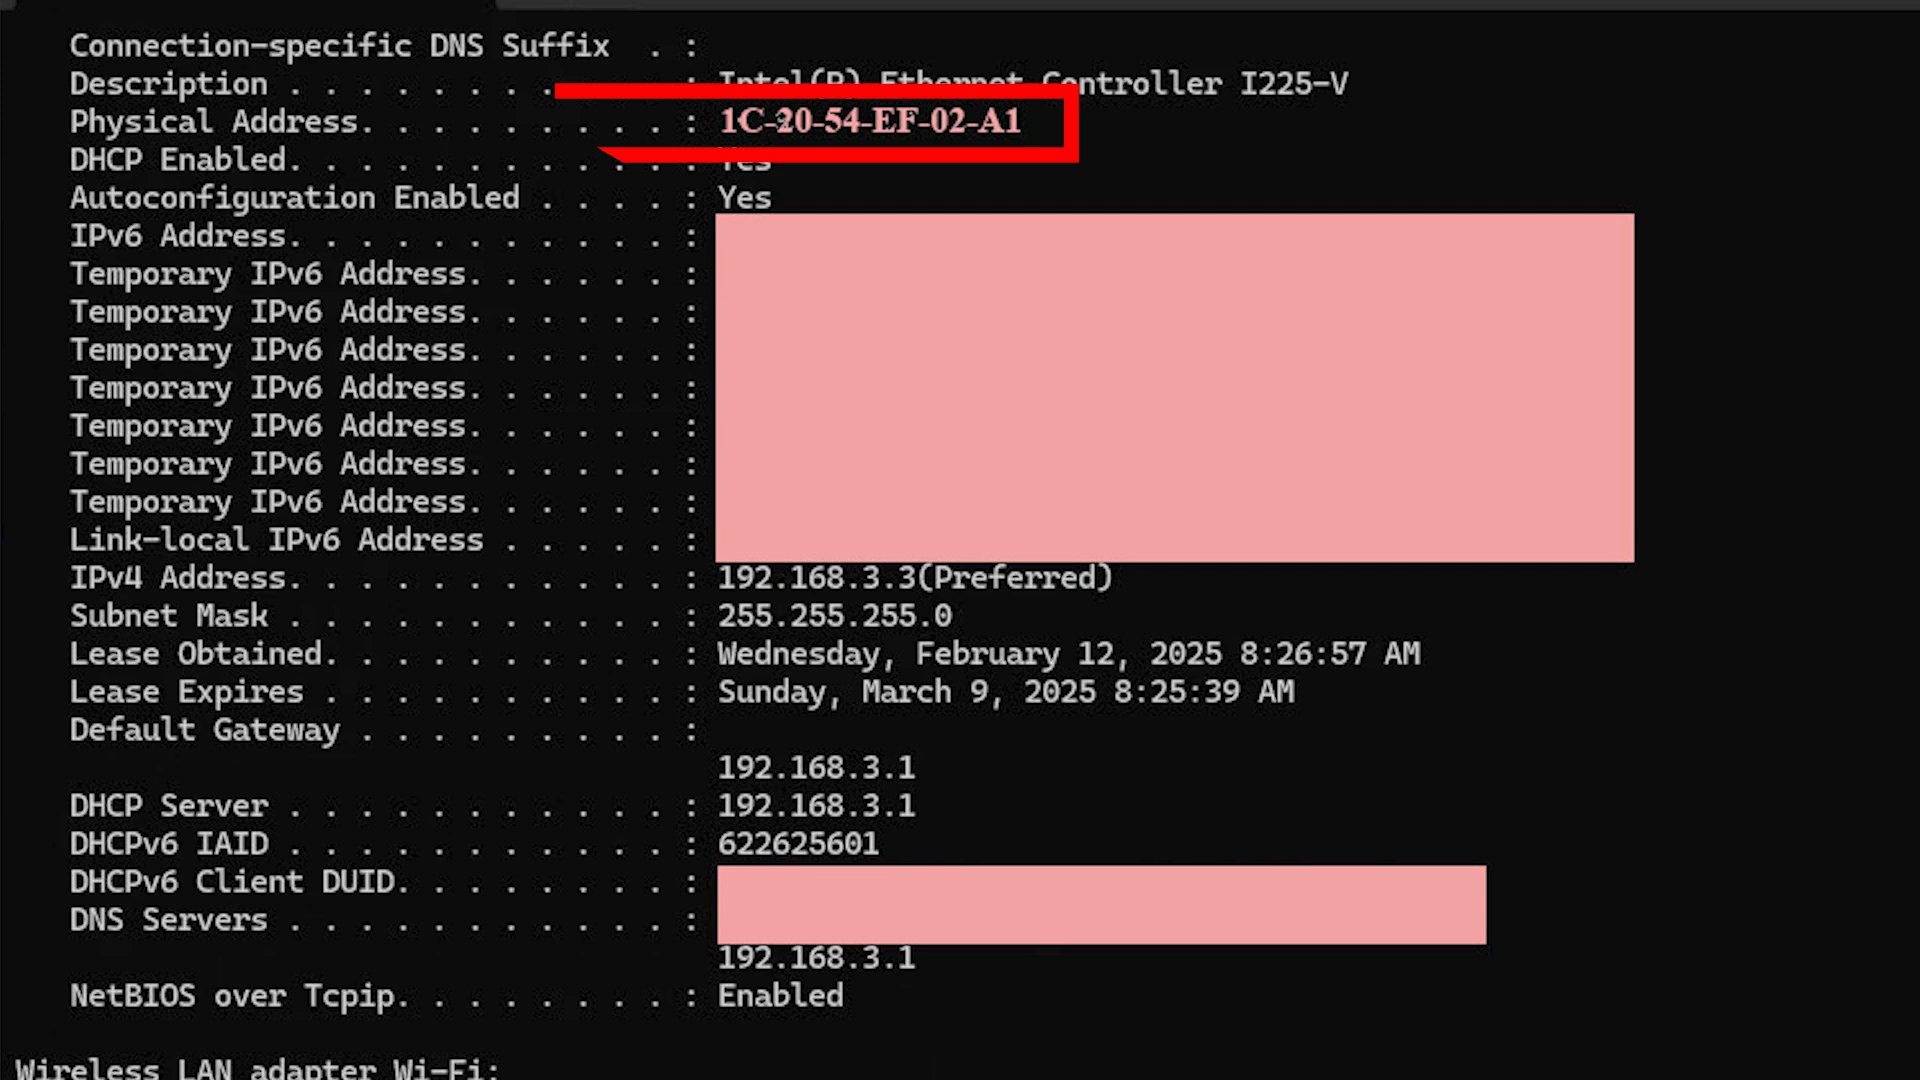 Connection-specific DNS Suffix  . :
Description . . . . . . . . . . . : Intel(R) Ethernet Controller I225-V
Physical Address. . . . . . . . . : 1C-20-54-EF-02-A1
DHCP Enabled. . . . . . . . . . . : Yes
Autoconfiguration Enabled . . . . : Yes
IPv6 Address. . . . . . . . . . . :
Temporary IPv6 Address. . . . . . :
Temporary IPv6 Address. . . . . . :
Temporary IPv6 Address. . . . . . :
Temporary IPv6 Address. . . . . . :
Temporary IPv6 Address. . . . . . :
Temporary IPv6 Address. . . . . . :
Temporary IPv6 Address. . . . . . :
Link-local IPv6 Address . . . . . :
IPv4 Address. . . . . . . . . . . : 192.168.3.3(Preferred)
Subnet Mask . . . . . . . . . . . : 255.255.255.0
Lease Obtained. . . . . . . . . . : Wednesday, February 12, 2025 8:26:57 AM
Lease Expires . . . . . . . . . . : Sunday, March 9, 2025 8:25:39 AM
Default Gateway . . . . . . . . . :
192.168.3.1
DHCP Server . . . . . . . . . . . : 192.168.3.1
DHCPv6 IAID . . . . . . . . . . . : 622625601
DHCPv6 Client DUID. . . . . . . . :
DNS Servers . . . . . . . . . . . :
192.168.3.1
NetBIOS over Tcpip. . . . . . . . : Enabled
Wireless LAN adapter Wi-Fi: